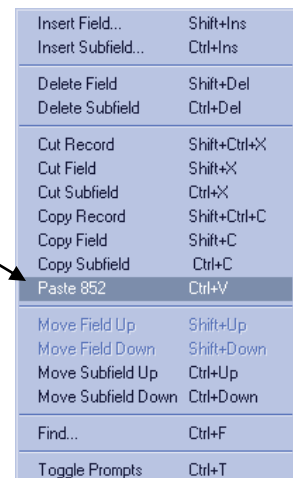 Insert Field... Shift+Ins
Insert Subfield... Ctrl+Ins
Delete Field Shift+Del
Delete Subfield Ctrl+Del
Cut Record Shift+Ctrl+X
Cut Field Shift+X
Cut Subfield Ctrl+X
Copy Record Shift+Ctrl+C
Copy Field Shift+C
Copy Subfield Ctrl+C
Paste 852 Ctrl+V
Move Field Up Shift+Up
Move Field Down Shift+Down
Move Subfield Up Ctrl+Up
Move Subfield Down Ctrl+Down
Find... Ctrl+F
Toggle Prompts Ctrl+T